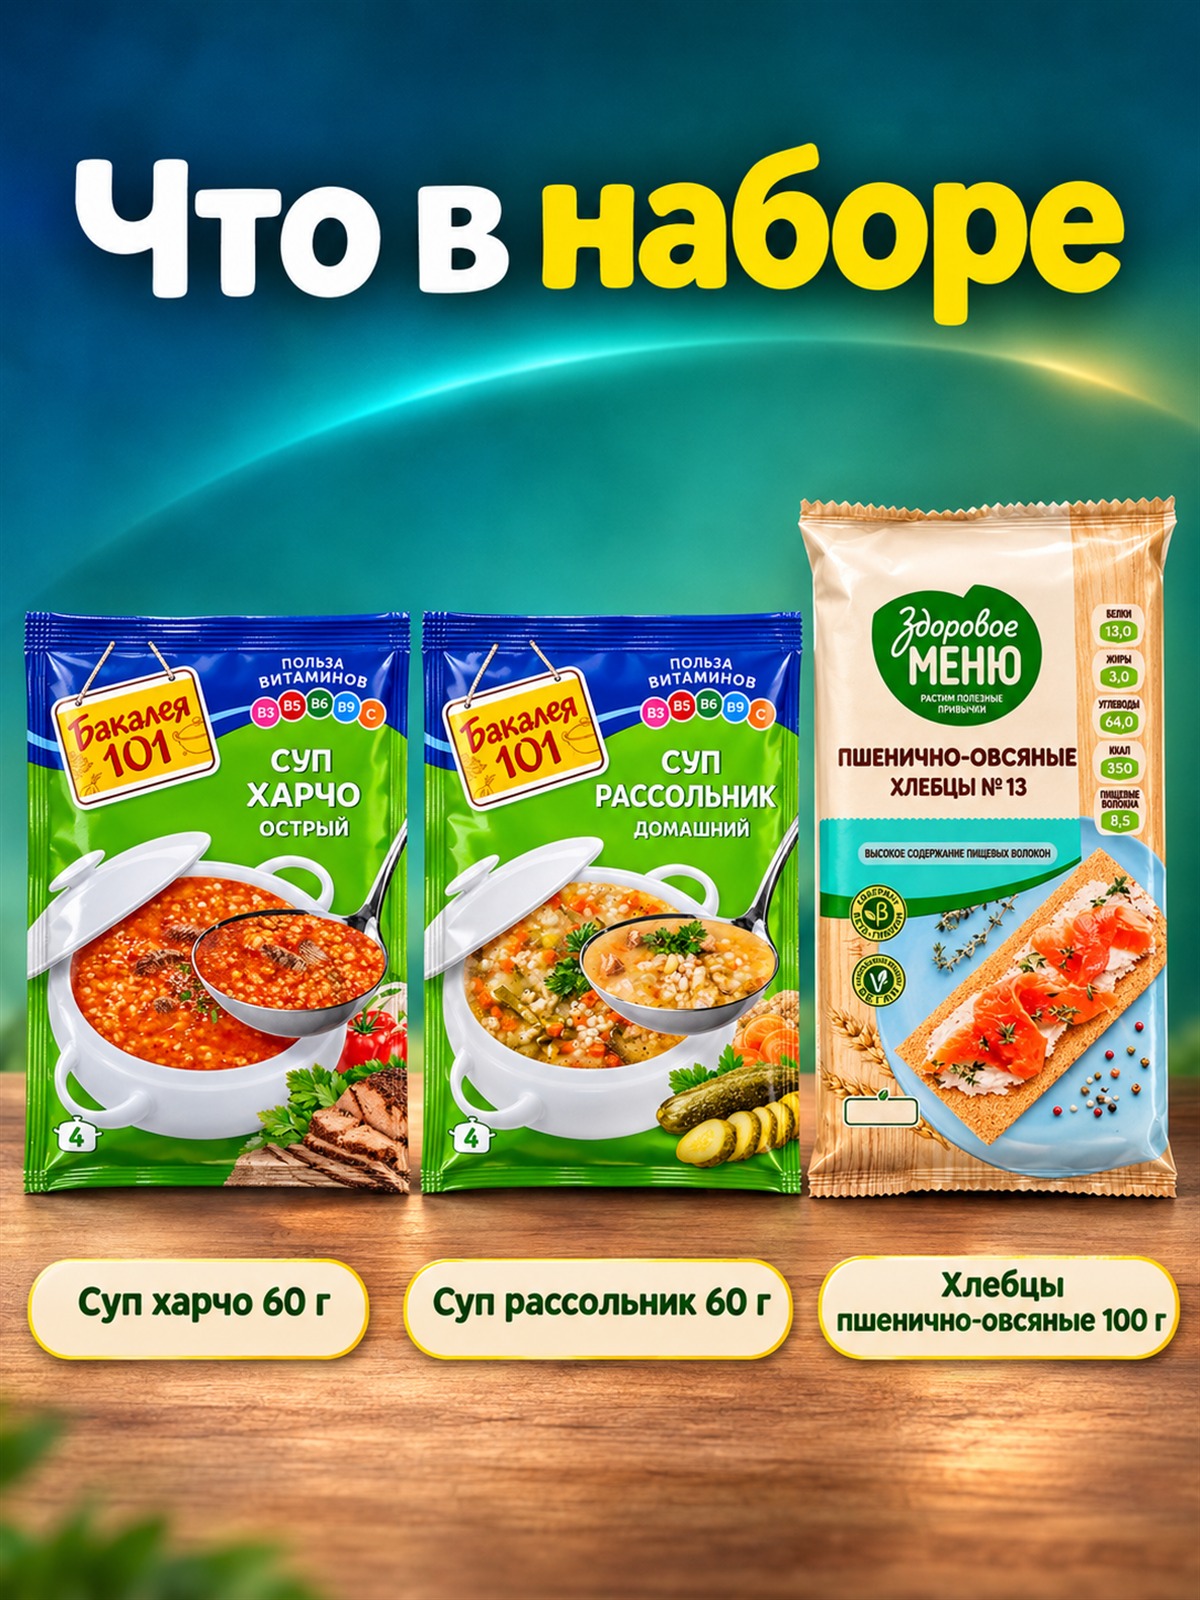 Что в наборе
Бакалея
101
ПОЛЬЗА
ВИТАМИНОВ
B3 B5 B6 B9 C
СУП
ХАРЧО
ОСТРЫЙ
4
Бакалея
101
ПОЛЬЗА
ВИТАМИНОВ
B3 B5 B6 B9 C
СУП
РАССОЛЬНИК
ДОМАШНИЙ
4
Здоровое
МЕНЮ
РАСТИМ ПОЛЕЗНЫЕ
ПРИВЫЧКИ
ПШЕНИЧНО-ОВСЯНЫЕ
ХЛЕБЦЫ № 13
БЕЛКИ
13,0
ЖИРЫ
3,0
УГЛЕВОДЫ
64,0
ККАЛ
350
ПИЩЕВЫЕ
ВОЛОКНА
8,5
ВЫСОКОЕ СОДЕРЖАНИЕ ПИЩЕВЫХ ВОЛОКОН
Суп харчо 60 г
Суп рассольник 60 г
Хлебцы
пшенично-овсяные 100 г